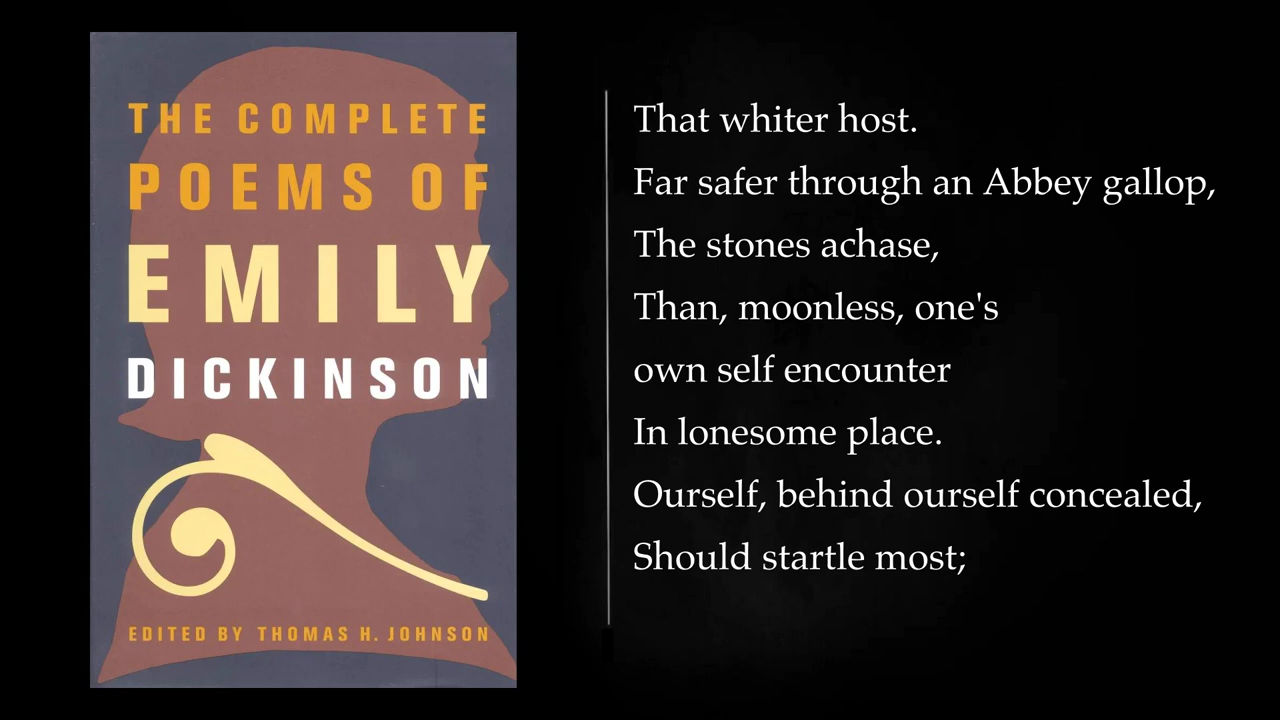 THE COMPLETE
POEMS OF
EMILY
DICKINSON
EDITED BY THOMAS H. JOHNSON
That whiter host.
Far safer through an Abbey gallop,
The stones achase,
Than, moonless, one's
own self encounter
In lonesome place.
Ourself, behind ourself concealed,
Should startle most;